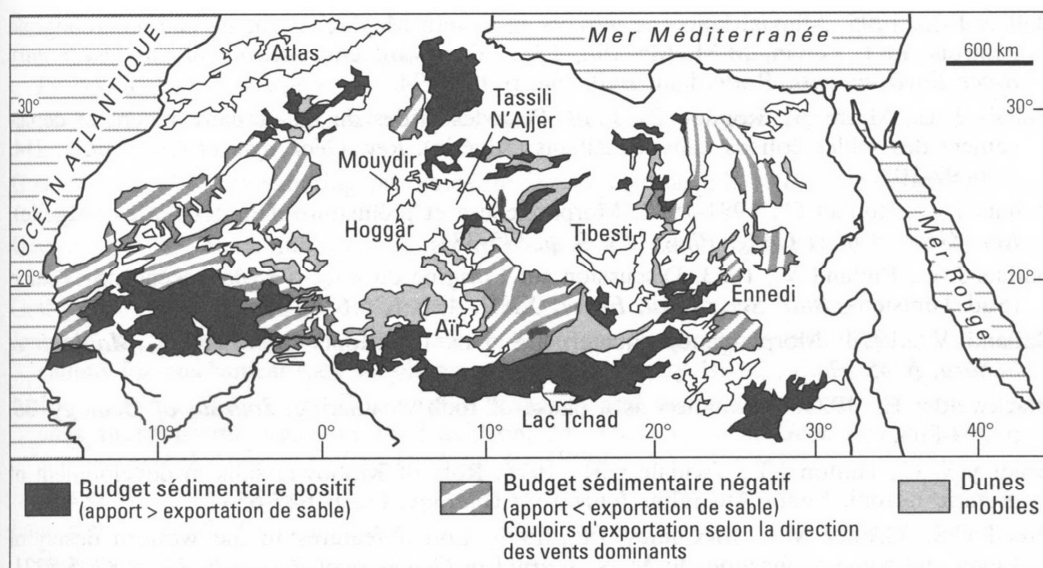 OCÉAN ATLANTIQUE
Atlas
Mer Méditerranée
600 km
30°
30°
Tassili
N'Ajjer
Mouydir
Hoggar
Tibesti
Mer Rouge
20°
20°
Ennedi
Aïr
Lac Tchad
10°
0°
10°
20°
30°
Budget sédimentaire positif
(apport > exportation de sable)
Budget sédimentaire négatif
(apport < exportation de sable)
Couloirs d'exportation selon la direction
des vents dominants
Dunes
mobiles